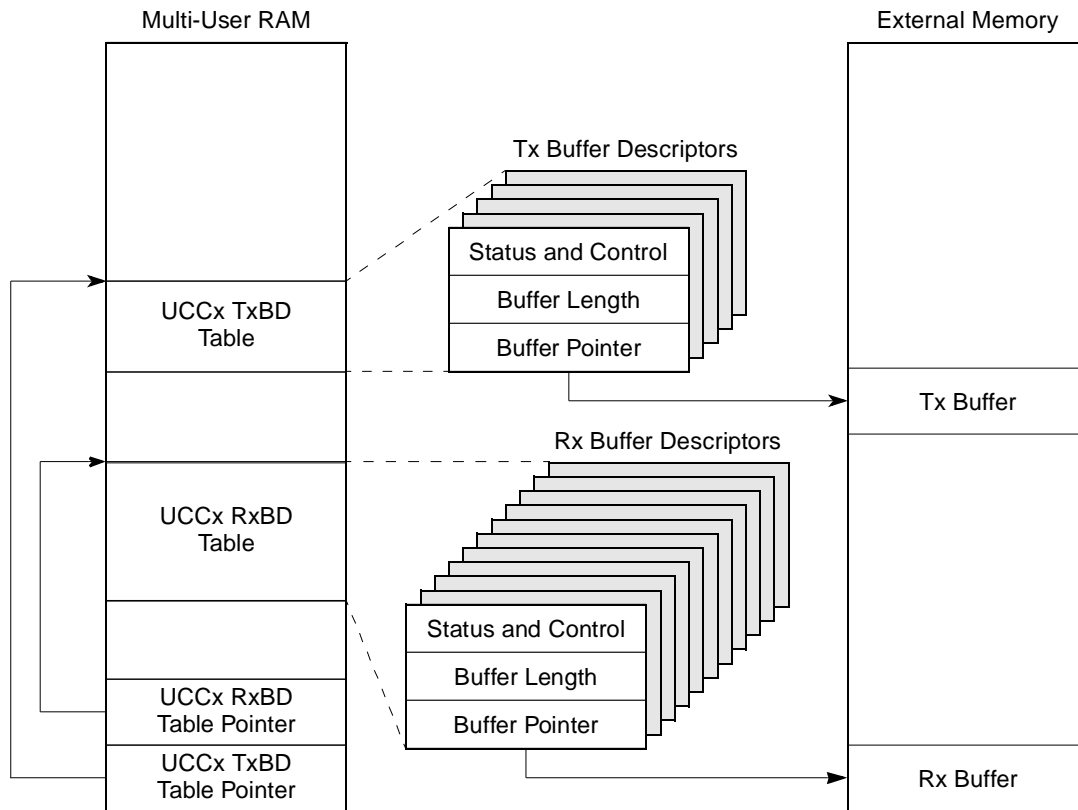 Multi-User RAM
External Memory
Tx Buffer Descriptors
Status and Control
Buffer Length
Buffer Pointer
UCCx TxBD
Table
Tx Buffer
Rx Buffer Descriptors
UCCx RxBD
Table
Status and Control
Buffer Length
Buffer Pointer
UCCx RxBD
Table Pointer
UCCx TxBD
Table Pointer
Rx Buffer